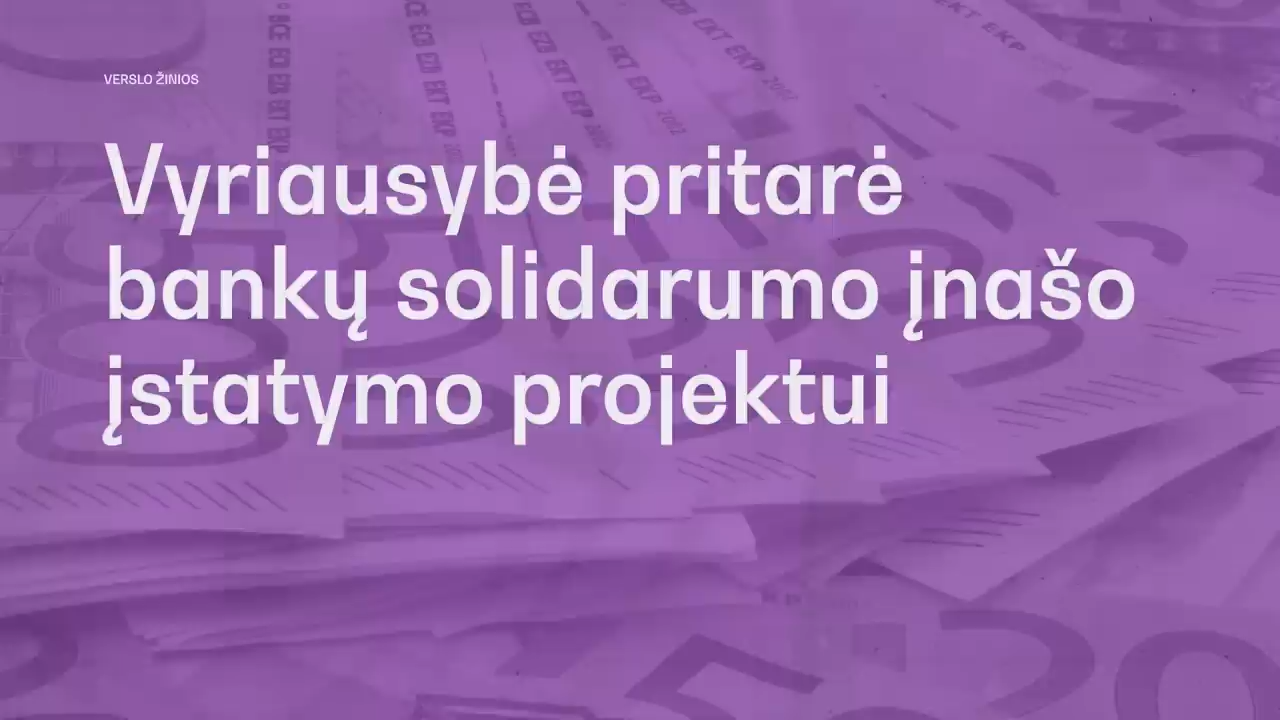 VERSLO ŽINIOS
Vyriausybė pritarė
bankų solidarumo įnašo
įstatymo projektui